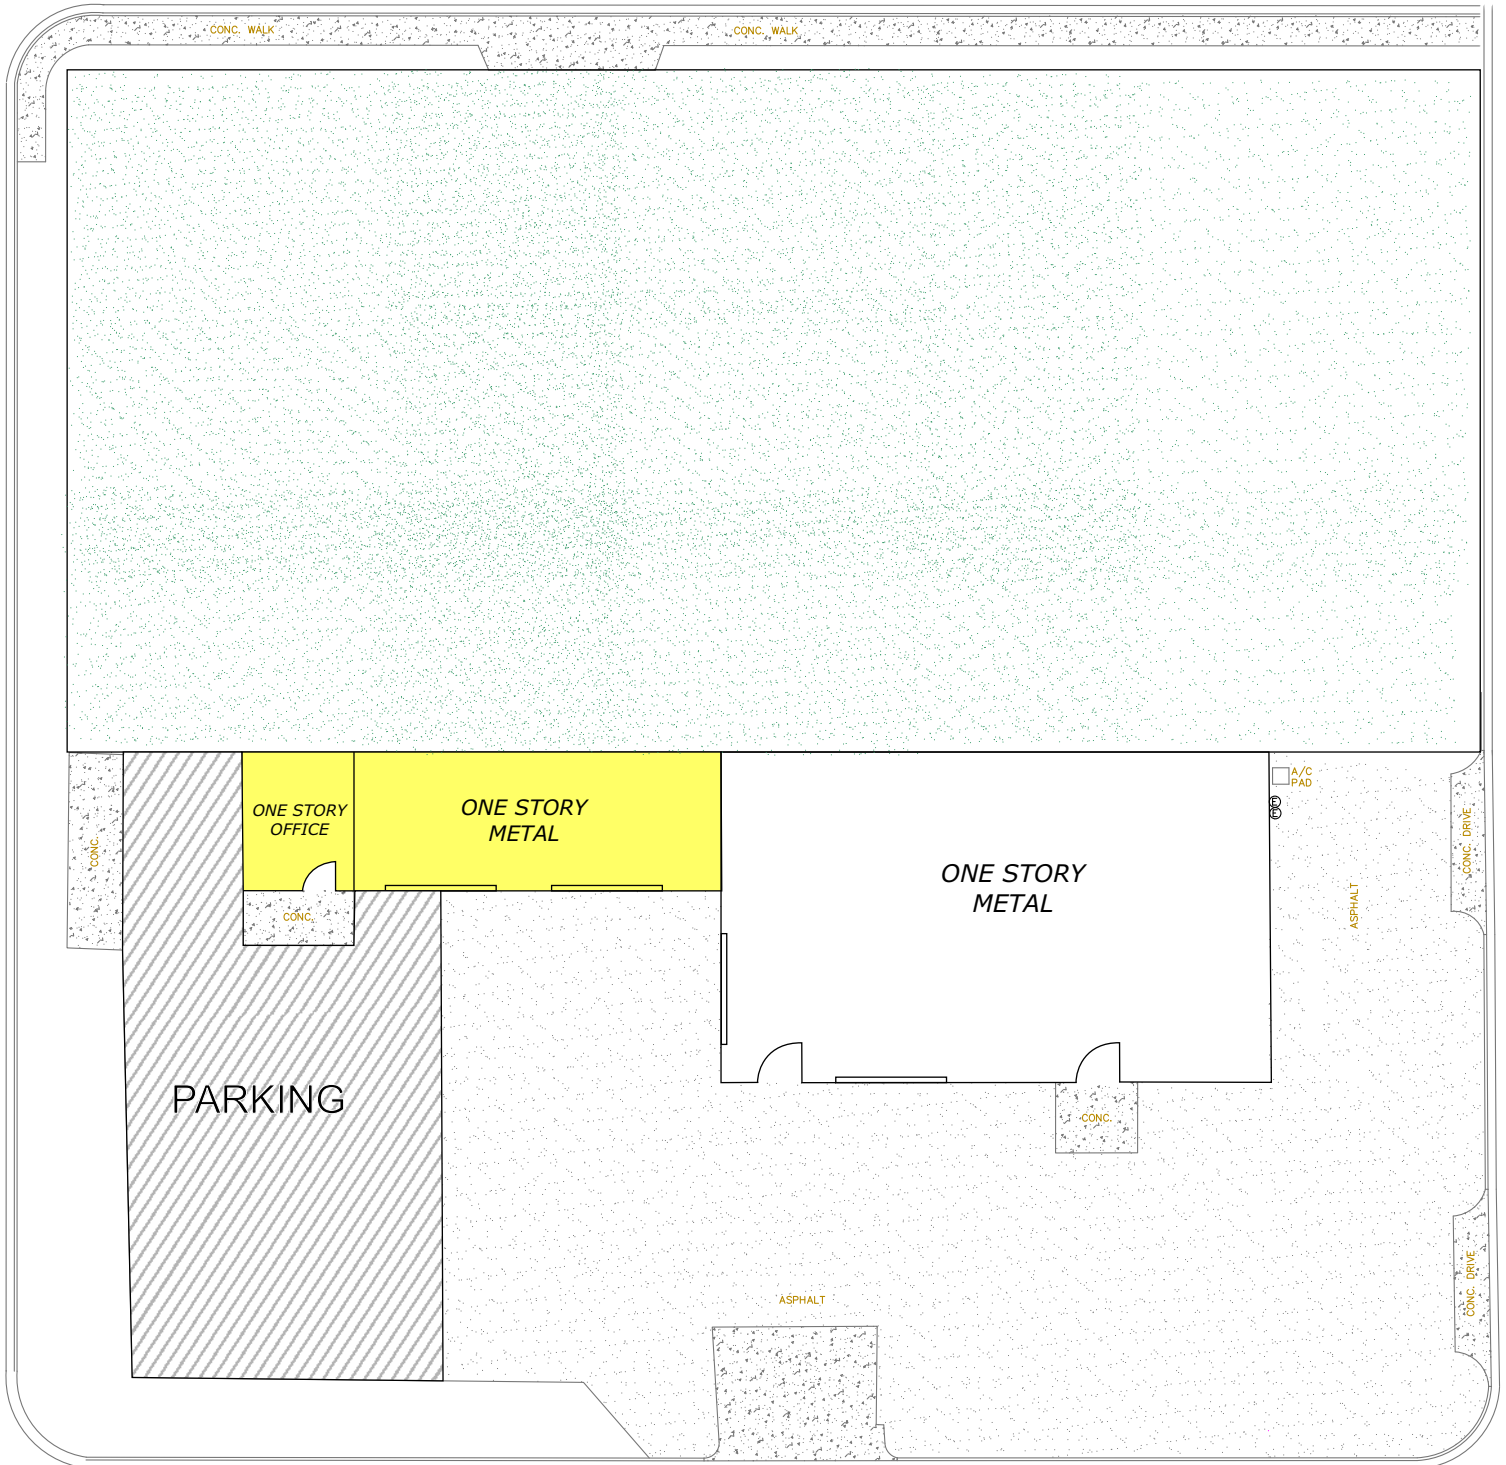 CONC. WALK
CONC. WALK
A/C
PAD
ONE STORY
OFFICE
ONE STORY
METAL
EE
CONC.
CONC. DRIVE
ONE STORY
METAL
ASPHALT
CONC.
PARKING
CONC.
CONC. DRIVE
ASPHALT